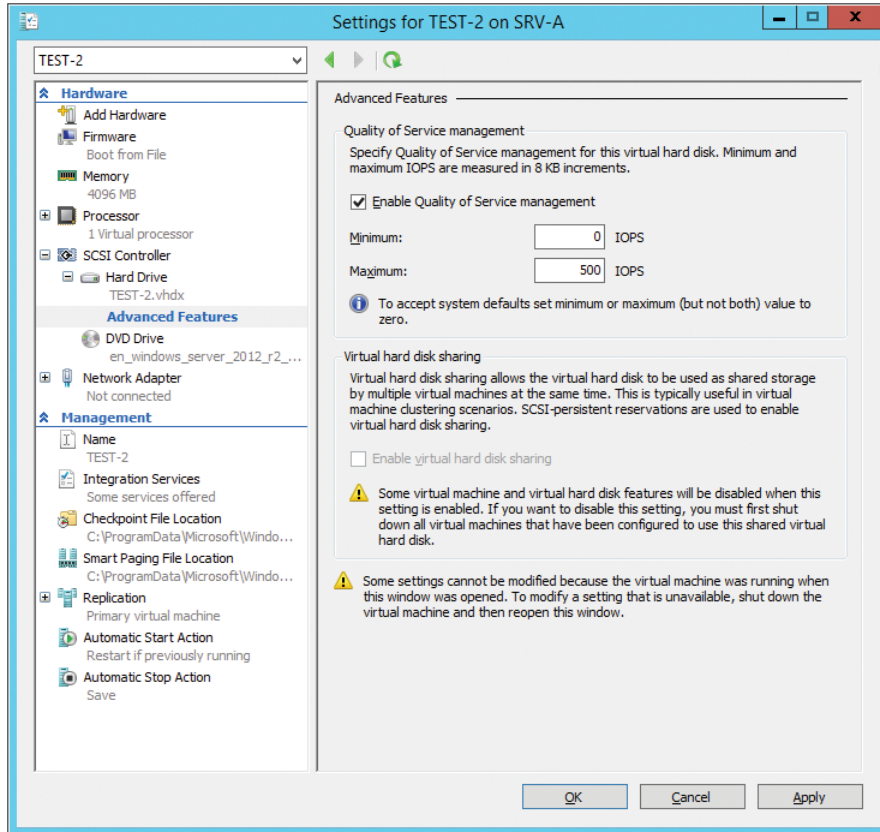 Settings for TEST-2 on SRV-A
x
TEST-2
Hardware
Add Hardware
Firmware
Boot from File
Memory
4096 MB
Processor
1 Virtual processor
SCSI Controller
Hard Drive
TEST-2.vhdx
Advanced Features
DVD Drive
en_windows_server_2012_r2_...
Network Adapter
Not connected
Management
Name
TEST-2
Integration Services
Some services offered
Checkpoint File Location
C:\ProgramData\Microsoft\Windo...
Smart Paging File Location
C:\ProgramData\Microsoft\Windo...
Replication
Primary virtual machine
Automatic Start Action
Restart if previously running
Automatic Stop Action
Save
Advanced Features
Quality of Service management
Specify Quality of Service management for this virtual hard disk. Minimum and
maximum IOPS are measured in 8 KB increments.
Enable Quality of Service management
Minimum: 0 IOPS
Maximum: 500 IOPS
To accept system defaults set minimum or maximum (but not both) value to
zero.
Virtual hard disk sharing
Virtual hard disk sharing allows the virtual hard disk to be used as shared storage
by multiple virtual machines at the same time. This is typically useful in virtual
machine clustering scenarios. SCSI-persistent reservations are used to enable
virtual hard disk sharing.
Enable virtual hard disk sharing
Some virtual machine and virtual hard disk features will be disabled when this
setting is enabled. If you want to disable this setting, you must first shut
down all virtual machines that have been configured to use this shared virtual
hard disk.
Some settings cannot be modified because the virtual machine was running when
this window was opened. To modify a setting that is unavailable, shut down the
virtual machine and then reopen this window.
OK Cancel Apply